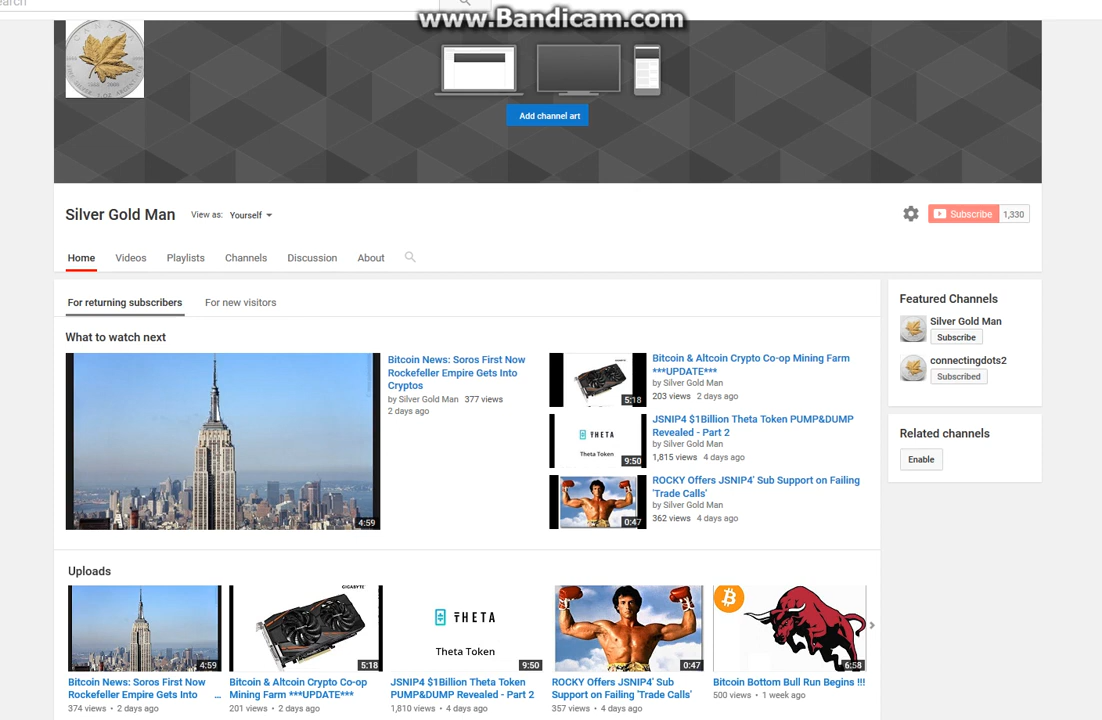 earch
www.Bandicam.com
CANADA
Add channel art
Silver Gold Man
View as: Yourself
Subscribe 1,330
Home Videos Playlists Channels Discussion About
For returning subscribers For new visitors
What to watch next
4:59
Bitcoin News: Soros First Now
Rockefeller Empire Gets Into
Cryptos
by Silver Gold Man 377 views
2 days ago
GIGABYTE
5:18
Bitcoin & Altcoin Crypto Co-op Mining Farm
***UPDATE***
by Silver Gold Man
203 views 2 days ago
THETA
Theta Token
9:50
JSNIP4 $1Billion Theta Token PUMP&DUMP
Revealed - Part 2
by Silver Gold Man
1,815 views 4 days ago
0:47
ROCKY Offers JSNIP4' Sub Support on Failing
'Trade Calls'
by Silver Gold Man
362 views 4 days ago
Featured Channels
Silver Gold Man
Subscribe
connectingdots2
Subscribed
Related channels
Enable
Uploads
4:59
Bitcoin News: Soros First Now
Rockefeller Empire Gets Into ...
374 views • 2 days ago
GIGABYTE
5:18
Bitcoin & Altcoin Crypto Co-op
Mining Farm ***UPDATE***
201 views • 2 days ago
THETA
Theta Token
9:50
JSNIP4 $1Billion Theta Token
PUMP&DUMP Revealed - Part 2
1,810 views • 4 days ago
0:47
ROCKY Offers JSNIP4' Sub
Support on Failing 'Trade Calls'
357 views • 4 days ago
6:58
Bitcoin Bottom Bull Run Begins !!!
500 views • 1 week ago